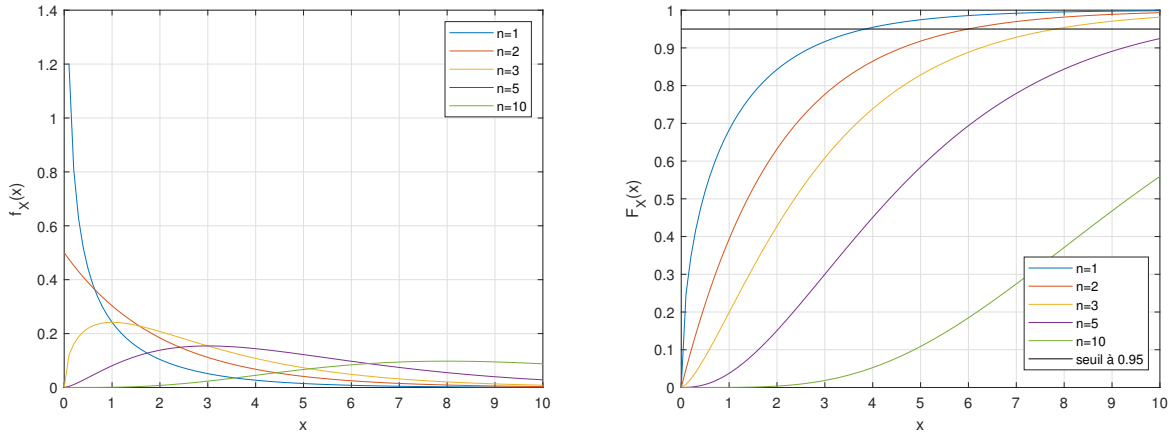 1.4
1.2
1
0.8
0.6
0.4
0.2
0
0 1 2 3 4 5 6 7 8 9 10
x
f_X(x)
n=1
n=2
n=3
n=5
n=10
1
0.9
0.8
0.7
0.6
0.5
0.4
0.3
0.2
0.1
0
0 1 2 3 4 5 6 7 8 9 10
x
F_X(x)
n=1
n=2
n=3
n=5
n=10
seuil à 0.95